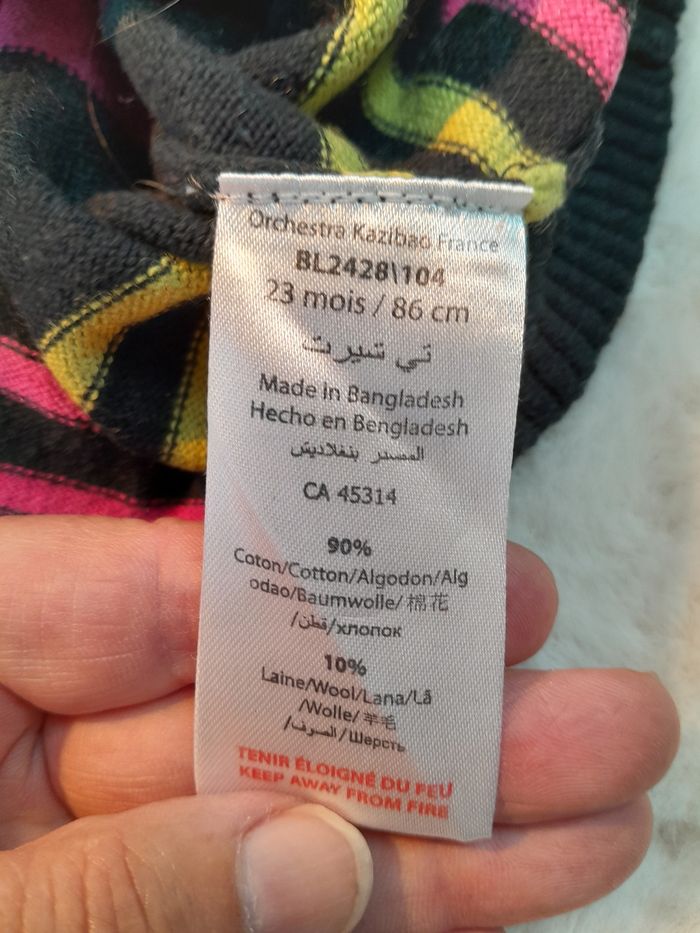 Orchestra Kazibao France
BL2428\104
23 mois / 86 cm
تي شيرت
Made in Bangladesh
Hecho en Bengladesh
المصدر بنغلاديش
CA 45314
90%
Coton/Cotton/Algodon/Alg
odao/Baumwolle/ 棉花
/قطن/хлопок
10%
Laine/Wool/Lana/Lã
/Wolle/ 羊毛
/الصوف/Шерсть
TENIR ÉLOIGNÉ DU FEU
KEEP AWAY FROM FIRE